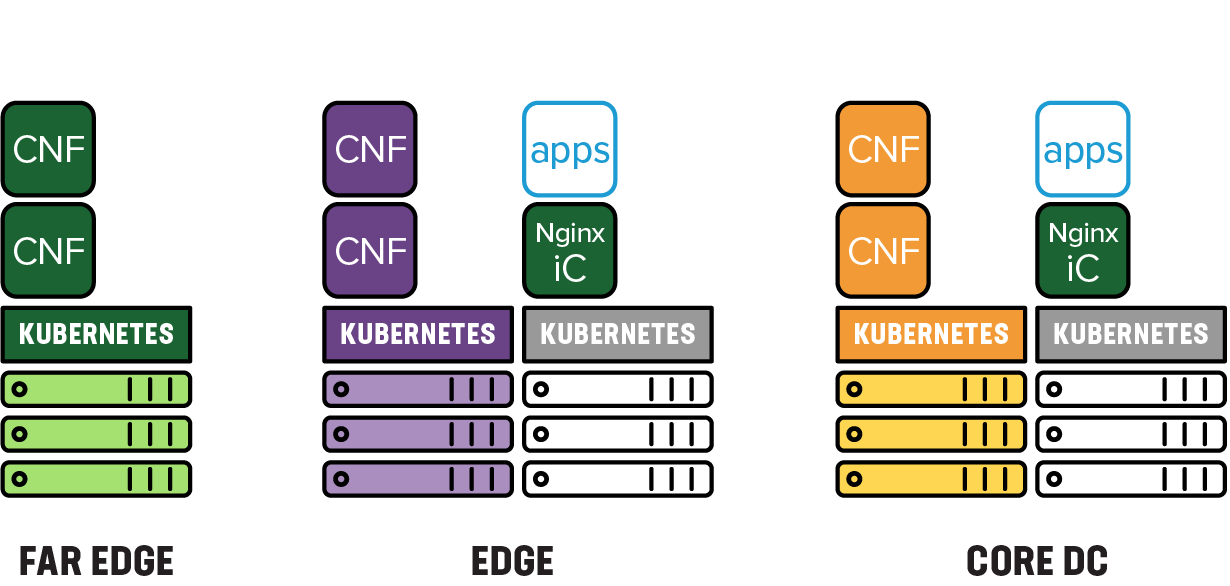 CNF
CNF
KUBERNETES
FAR EDGE
CNF
CNF
KUBERNETES
apps
Nginx
iC
KUBERNETES
EDGE
CNF
CNF
KUBERNETES
apps
Nginx
iC
KUBERNETES
CORE DC